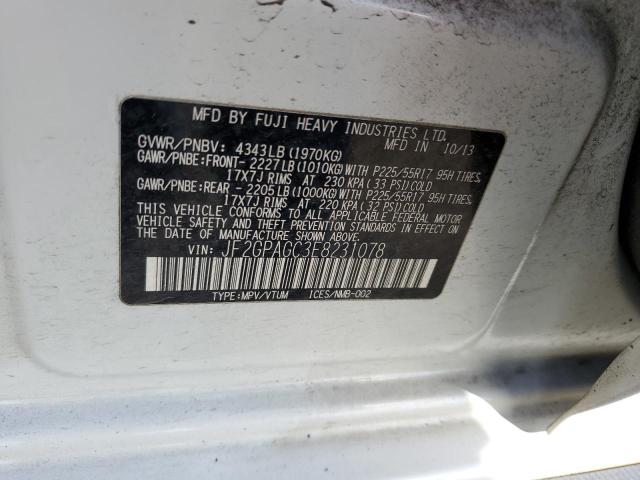 MFD BY FUJI HEAVY INDUSTRIES LTD.
MFD IN 10/13
GVWR/PNBV: 4343LB (1970KG)
GAWR/PNBE:FRONT- 2227LB (1010KG) WITH P225/55R17 95H TIRES,
17X7J RIMS AT 230 KPA (33 PSI) COLD
GAWR/PNBE:REAR - 2205LB (1000KG) WITH P225/55R17 95H TIRES,
17X7J RIMS AT 220 KPA (32 PSI) COLD
THIS VEHICLE CONFORMS TO ALL APPLICABLE FEDERAL MOTOR
VEHICLE SAFETY AND THEFT PREVENTION STANDARDS IN EFFECT
ON THE DATE OF MANUFACTURE SHOWN ABOVE.
VIN: JF2GPAGC3E8231078
TYPE:MPV/VTUM ICES/NMB-002